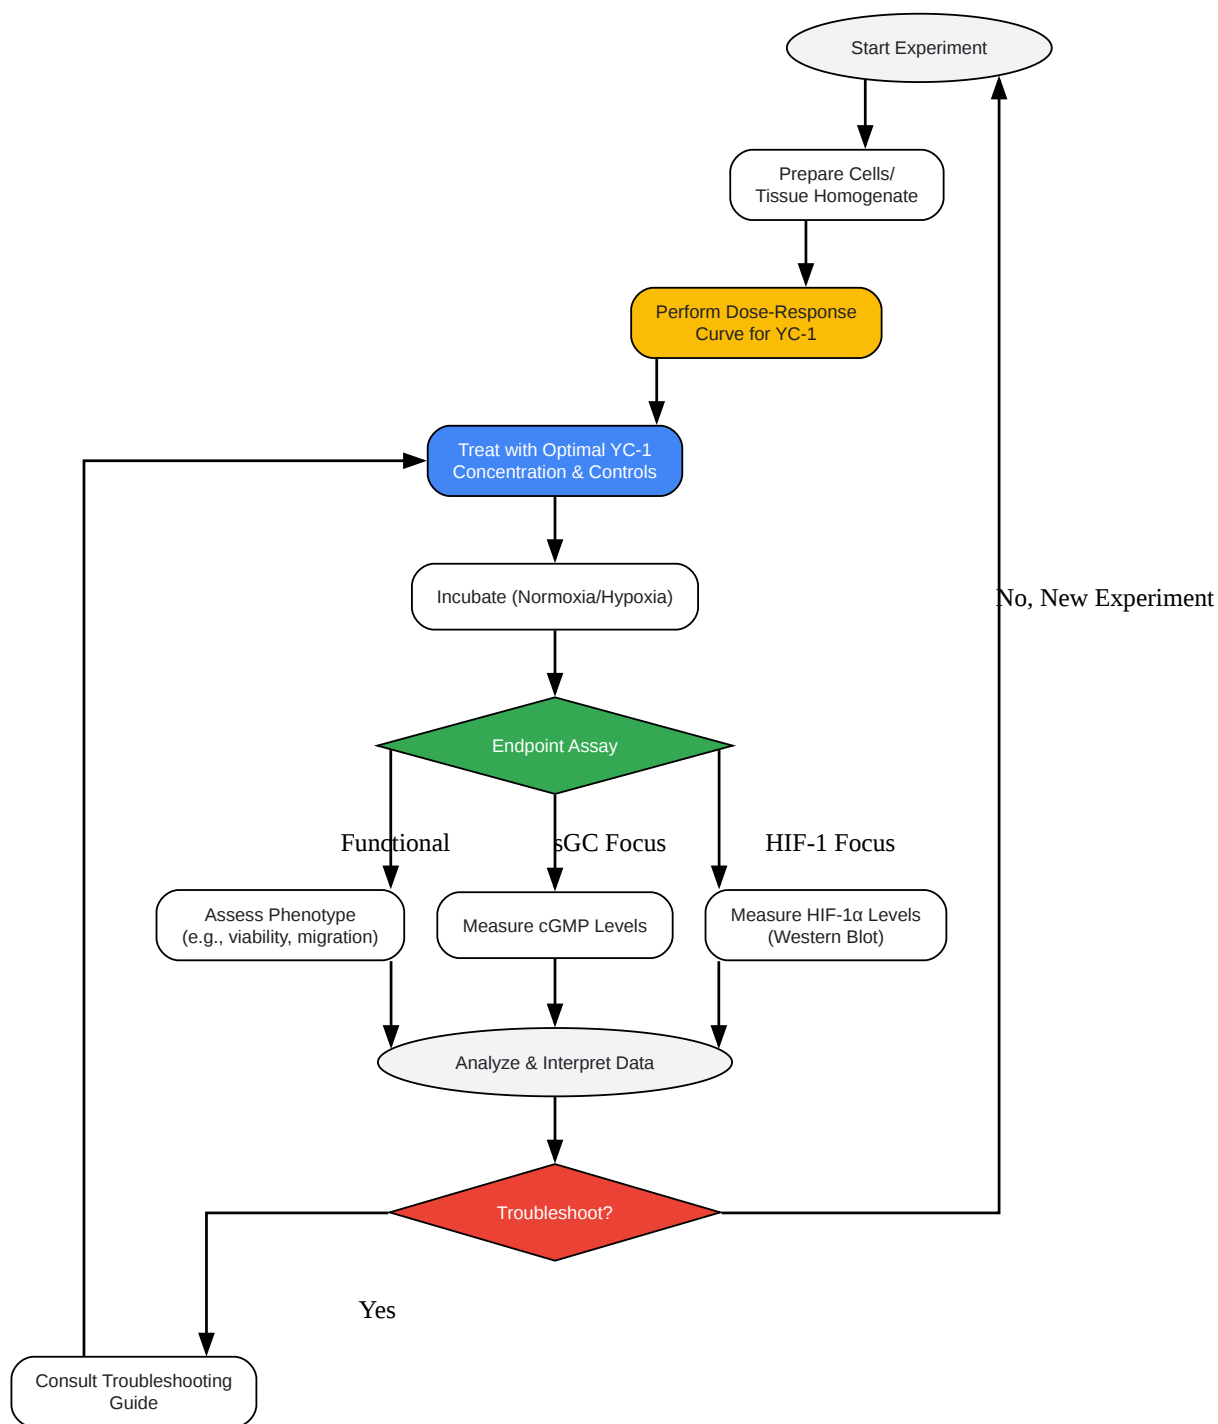 Start Experiment
Prepare Cells/
Tissue Homogenate
Perform Dose-Response
Curve for YC-1
Treat with Optimal YC-1
Concentration & Controls
Incubate (Normoxia/Hypoxia)
No, New Experiment
Endpoint Assay
Functional
sGC Focus
HIF-1 Focus
Assess Phenotype
(e.g., viability, migration)
Measure cGMP Levels
Measure HIF-1α Levels
(Western Blot)
Analyze & Interpret Data
Troubleshoot?
Yes
Consult Troubleshooting
Guide